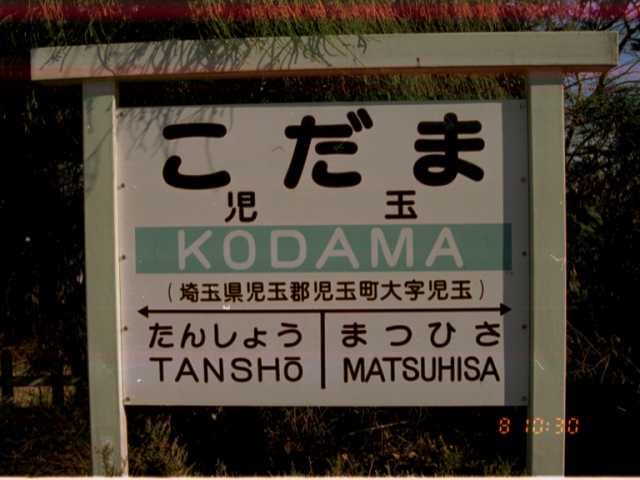 こだま
児 玉
KODAMA
(埼玉県児玉郡児玉町大字児玉)
たんしょう まつひさ
TANSHŌ MATSUHISA
8 10:30